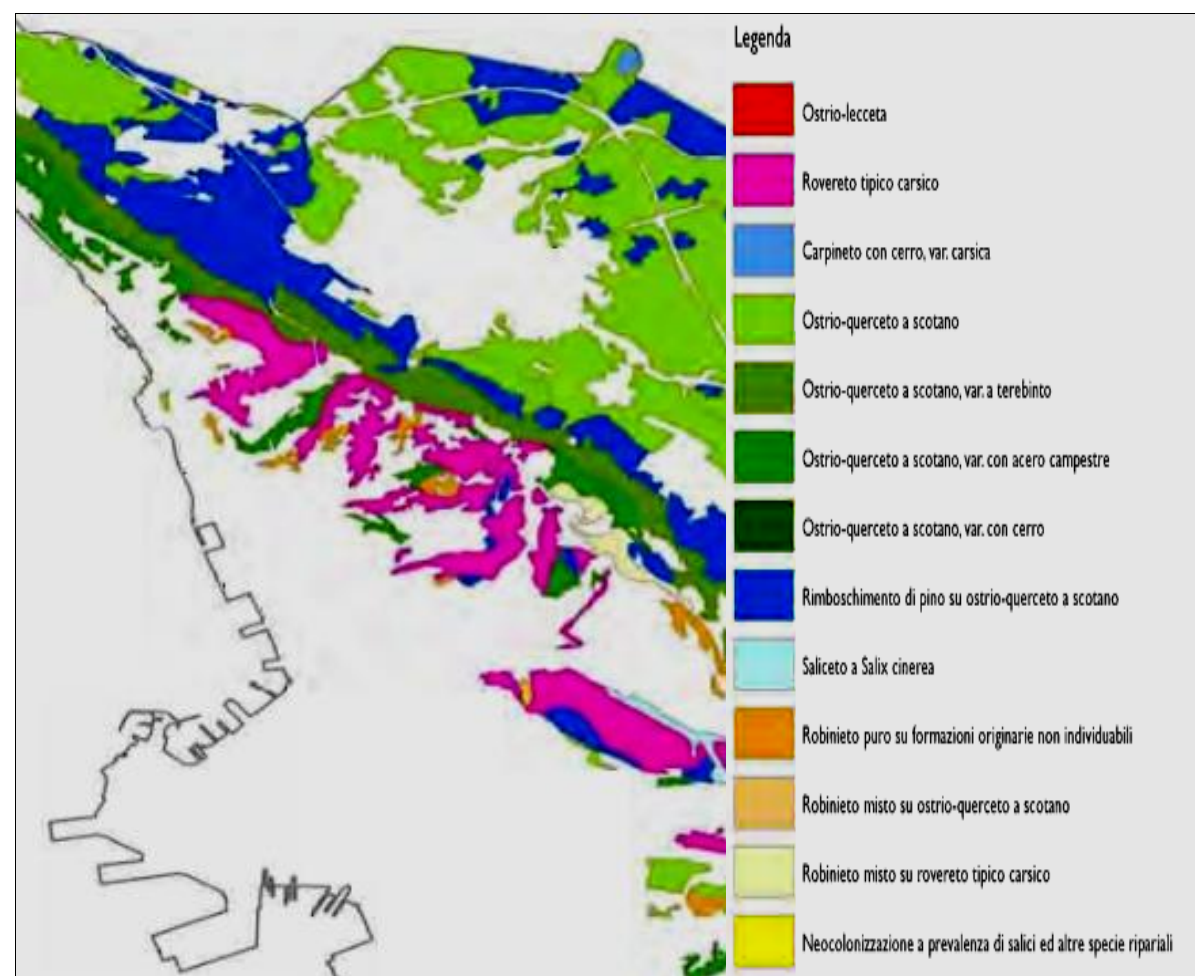 Legenda
Ostrio-lecceta
Rovereto tipico carsico
Carpineto con cerro, var. carsica
Ostrio-querceto a scotano
Ostrio-querceto a scotano, var. a terebinto
Ostrio-querceto a scotano, var. con acero campestre
Ostrio-querceto a scotano, var. con cerro
Rimboschimento di pino su ostrio-querceto a scotano
Saliceto a Salix cinerea
Robinieto puro su formazioni originarie non individuabili
Robinieto misto su ostrio-querceto a scotano
Robinieto misto su rovereto tipico carsico
Neocolonizzazione a prevalenza di salici ed altre specie ripariali